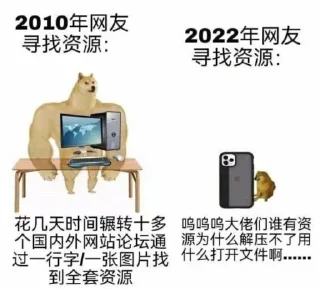 2010年网友
寻找资源：
花几天时间辗转十多
个国内外网站论坛通
过一行字/一张图片找
到全套资源
2022年网友
寻找资源：
呜呜呜大佬们谁有资
源为什么解压不了用
什么打开文件啊......